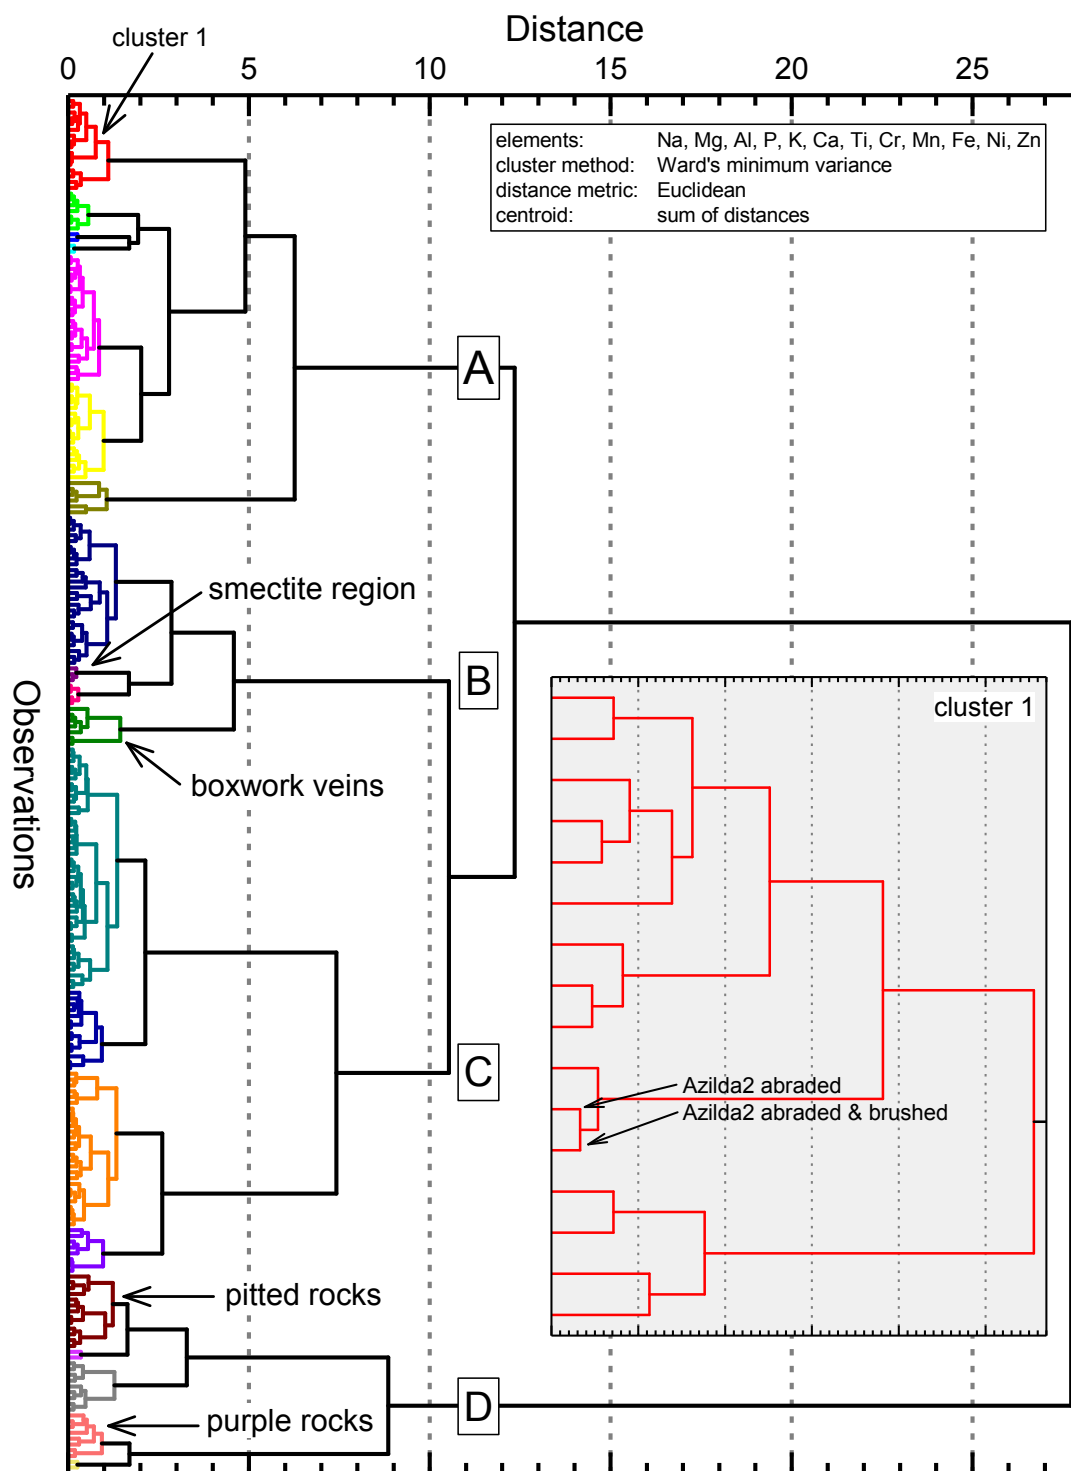 Distance
cluster 1
0 5 10 15 20 25
elements: Na, Mg, Al, P, K, Ca, Ti, Cr, Mn, Fe, Ni, Zn
cluster method: Ward's minimum variance
distance metric: Euclidean
centroid: sum of distances
A
smectite region
B
cluster 1
Observations
boxwork veins
C
Azilda2 abraded
Azilda2 abraded & brushed
pitted rocks
D
purple rocks